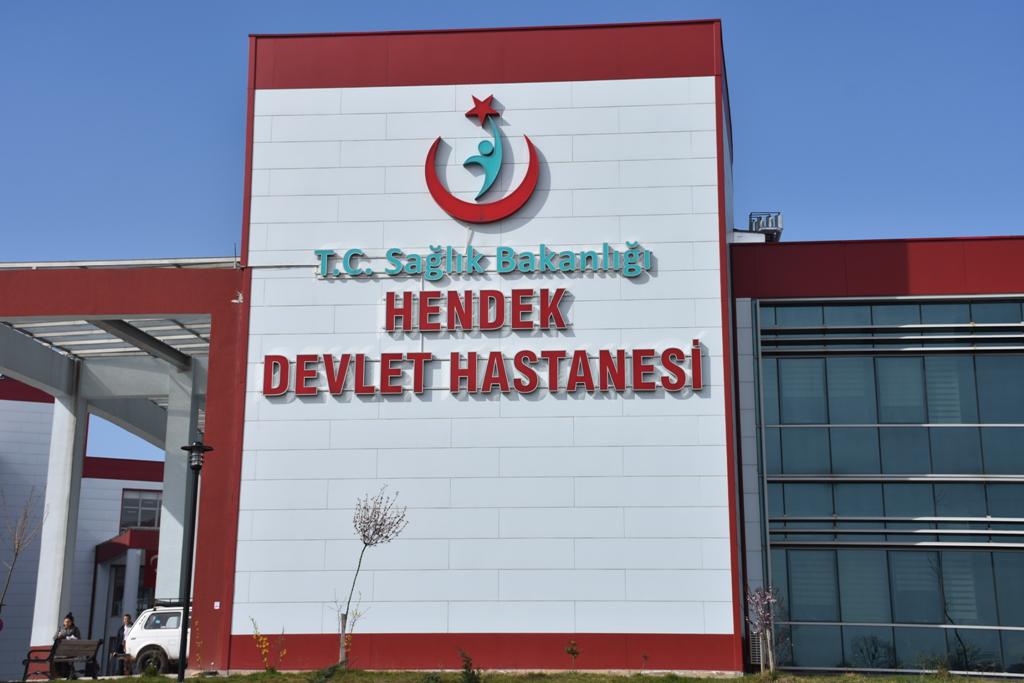 T.C. Sağlık Bakanlığı
HENDEK
DEVLET HASTANESİ